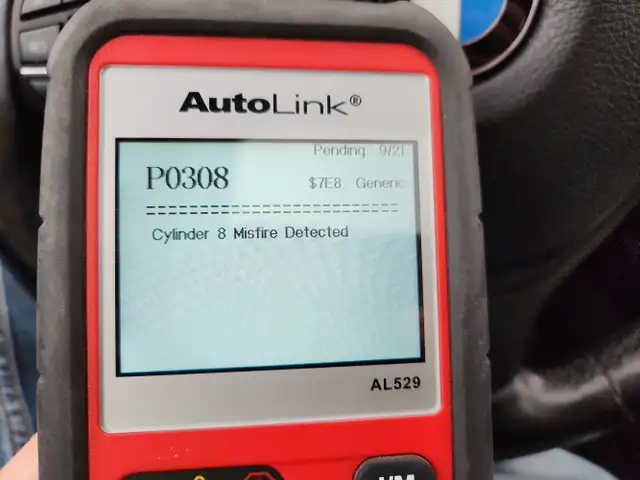 AutoLink®
Pending 9/21
P0308
$7E8 Generic
Cylinder 8 Misfire Detected
AL529
I/M